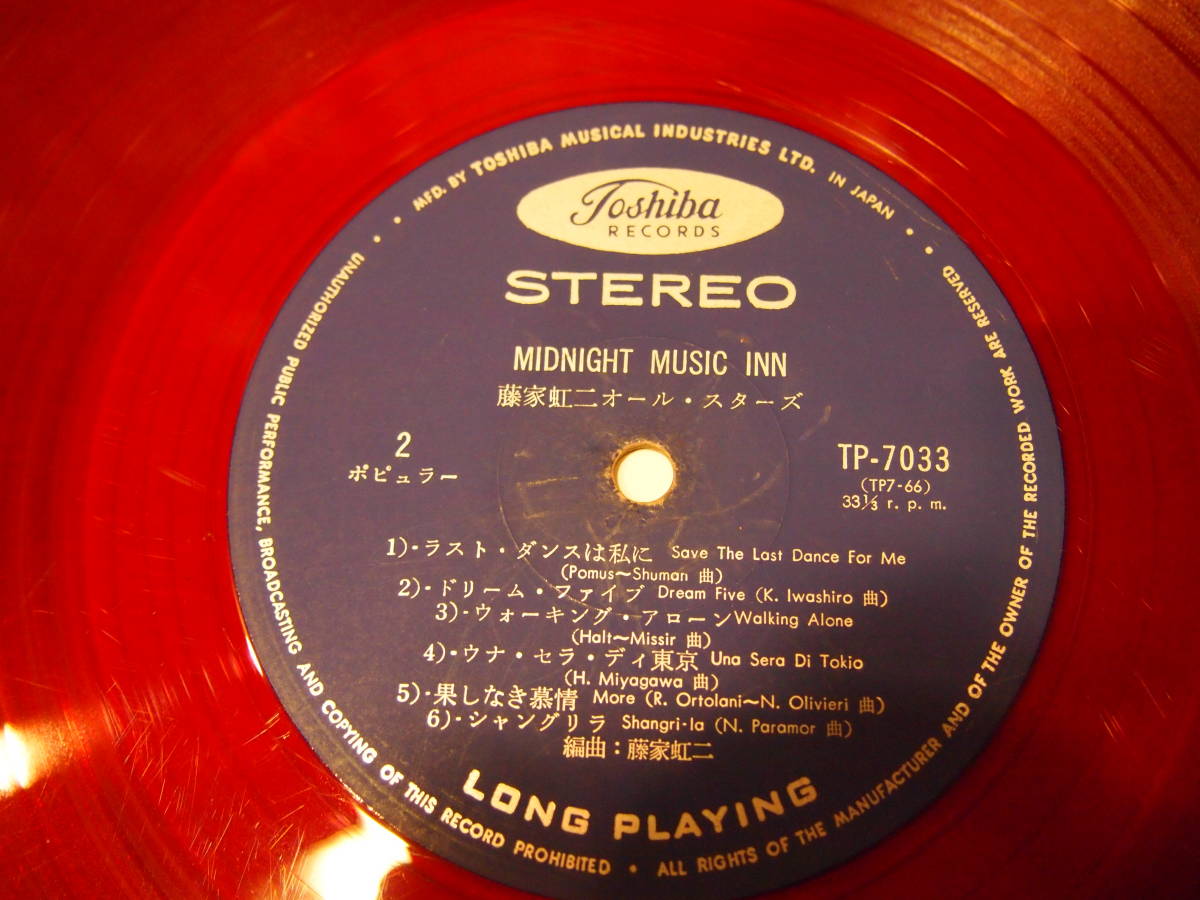 MFD. BY TOSHIBA MUSICAL INDUSTRIES LTD. IN JAPAN
Toshiba
RECORDS
STEREO
MIDNIGHT MUSIC INN
藤家虹二オール・スターズ
2
ポピュラー
TP-7033
(TP7-66)
33⅓ r. p. m.
1)・ラスト・ダンスは私に Save The Last Dance For Me
(Pomus〜Shuman 曲)
2)・ドリーム・ファイブ Dream Five (K. Iwashiro 曲)
3)・ウォーキング・アローン Walking Alone
(Halt〜Missir 曲)
4)・ウナ・セラ・ディ東京 Una Sera Di Tokio
(H. Miyagawa 曲)
5)・果しなき慕情 More (R. Ortolani〜N. Olivieri 曲)
6)・シャングリラ Shangri-la (N. Paramor 曲)
編曲：藤家虹二
LONG PLAYING
UNAUTHORIZED PUBLIC PERFORMANCE, BROADCASTING AND COPYING OF THIS RECORD PROHIBITED • ALL RIGHTS OF THE MANUFACTURER AND OF THE OWNER OF THE RECORDED WORK ARE RESERVED